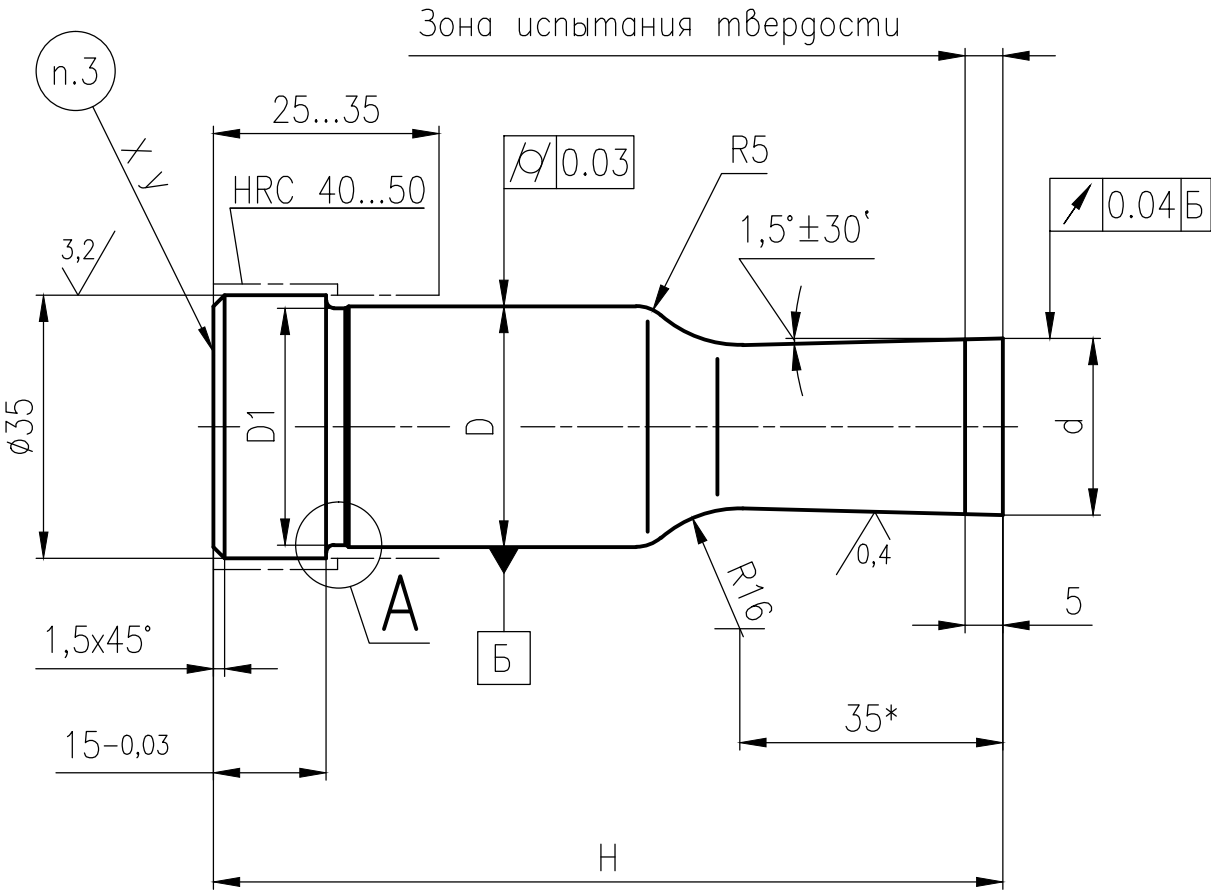 Зона испытания твердости
п.3
25...35
Х У
HRC 40...50
0.03
R5
1,5°±30‘
0.04 Б
3,2
⌀35
D1
D
d
0,4
R16
А
5
1,5х45°
Б
35*
15-0,03
Н